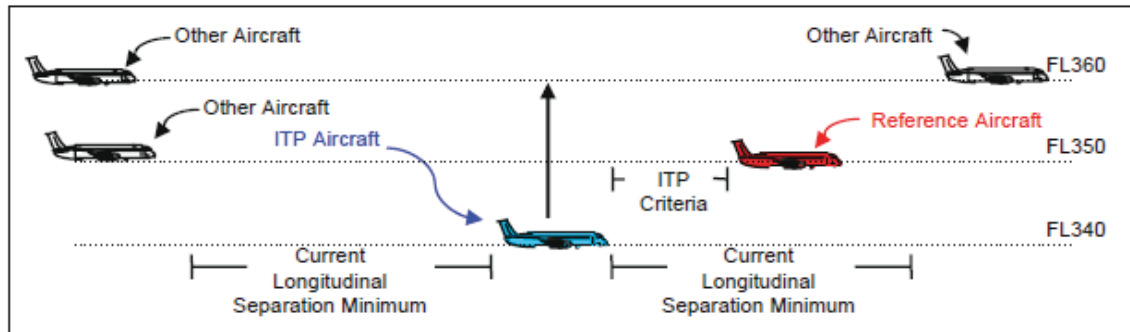 Other Aircraft
Other Aircraft
FL360
Other Aircraft
ITP Aircraft
Reference Aircraft
FL350
ITP
Criteria
FL340
Current
Longitudinal
Separation Minimum
Current
Longitudinal
Separation Minimum